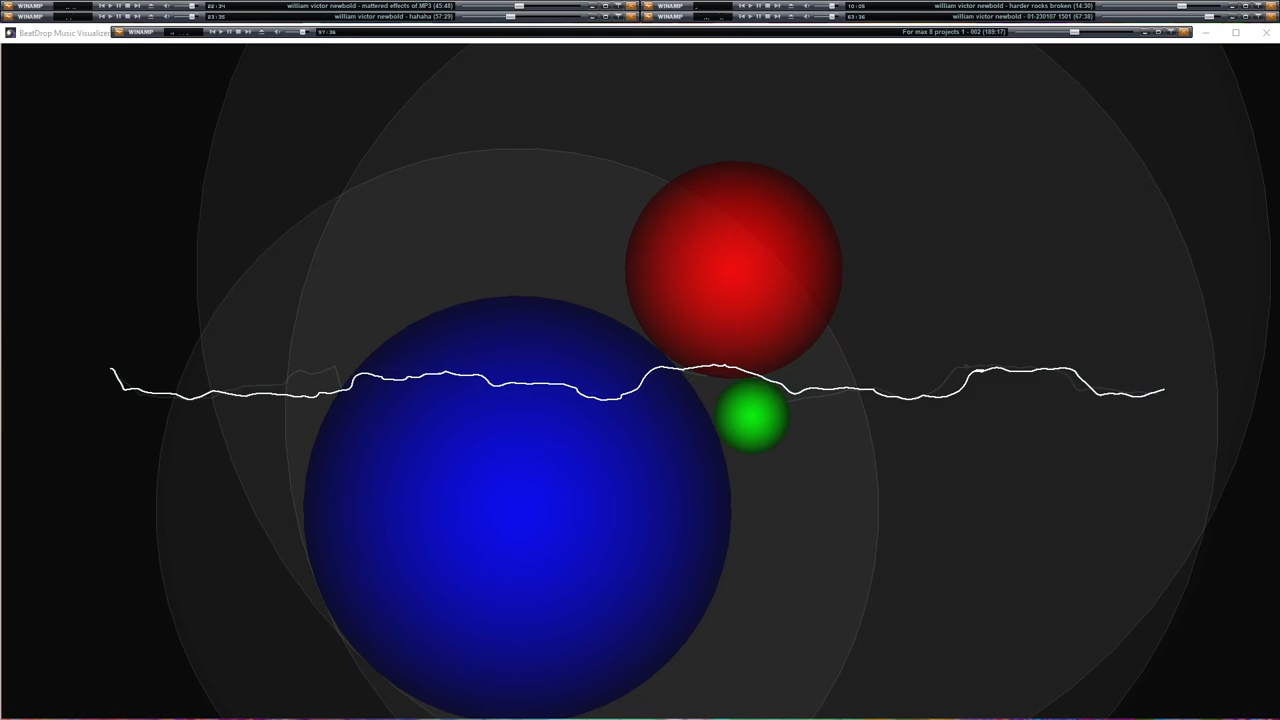 WINAMP 22:34 william victor newbold - mattered effects of MP3 (45:48) WINAMP 10:05 william victor newbold - harder rocks broken (14:30)
WINAMP 23:35 william victor newbold - hahaha (57:29) WINAMP 63:36 william victor newbold - 01-230107 1501 (67:38)
BeatDrop Music Visualizer WINAMP 57:36 For max 8 projects 1 - 002 (189:17)